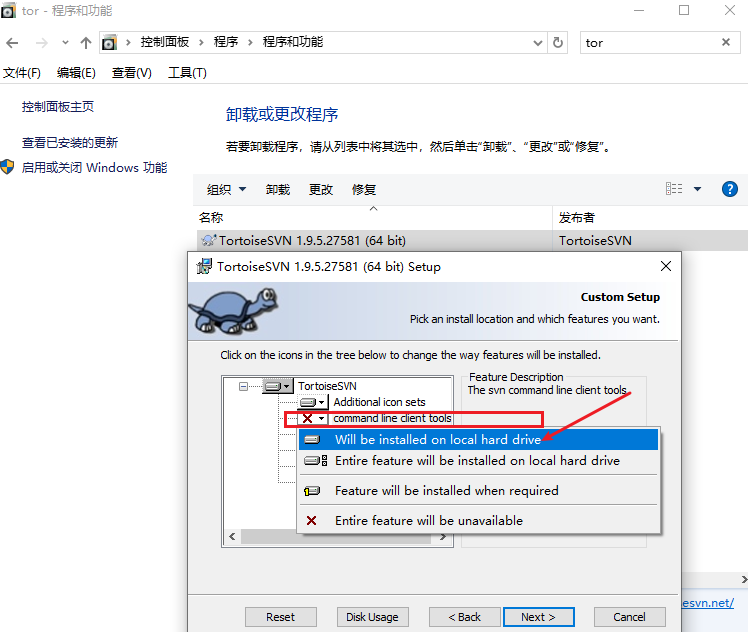 tor - 程序和功能
控制面板 程序 程序和功能 tor
文件(F) 编辑(E) 查看(V) 工具(T)
控制面板主页
卸载或更改程序
查看已安装的更新
若要卸载程序，请从列表中将其选中，然后单击“卸载”、“更改”或“修复”。
启用或关闭 Windows 功能
组织 卸载 更改 修复
名称 发布者
TortoiseSVN 1.9.5.27581 (64 bit) TortoiseSVN
TortoiseSVN 1.9.5.27581 (64 bit) Setup
Custom Setup
Pick an install location and which features you want.
Click on the icons in the tree below to change the way features will be installed.
TortoiseSVN
Additional icon sets
command line client tools
Feature Description
The svn command line client tools.
Will be installed on local hard drive
Entire feature will be installed on local hard drive
Feature will be installed when required
Entire feature will be unavailable
esvn.net/
Reset Disk Usage < Back Next > Cancel